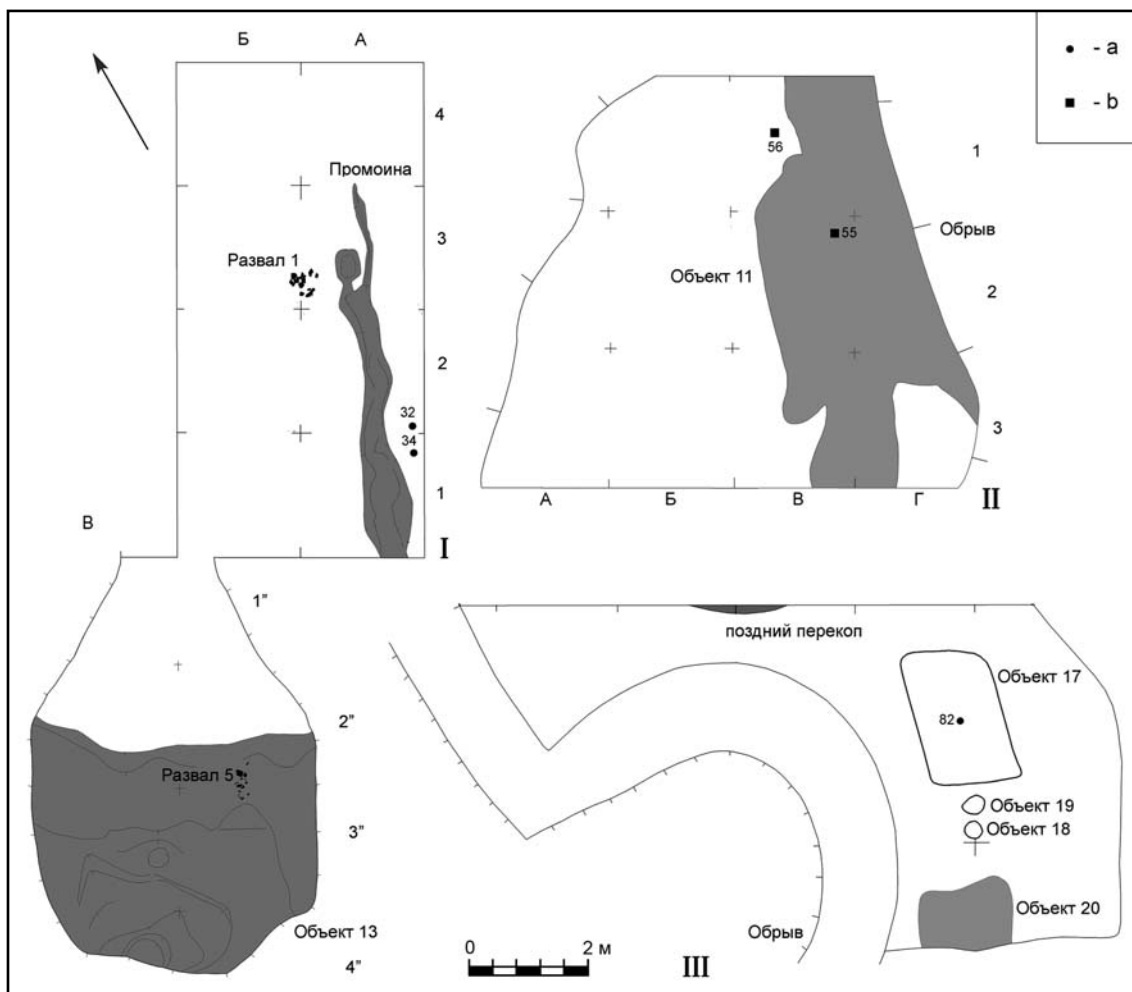 Б А
4
Промоина
3
Развал 1
2
32
34
1
В
I
1"
2"
Развал 5
3"
Объект 13
4"
- a
- b
56
1
55
Обрыв
Объект 11
2
3
А Б В Г
II
поздний перекоп
Объект 17
82
Объект 19
Объект 18
Объект 20
Обрыв
0 2 м
III